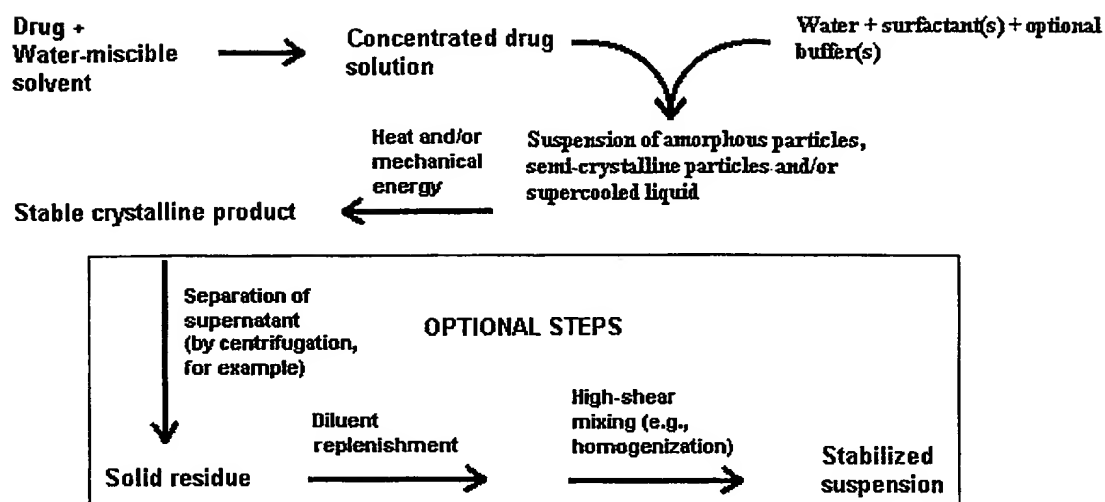 Drug +
Water-miscible
solvent
Concentrated drug
solution
Water + surfactant(s) + optional
buffer(s)
Heat and/or
mechanical
energy
Suspension of amorphous particles,
semi-crystalline particles and/or
supercooled liquid
Stable crystalline product
Separation of
supernatant
(by centrifugation,
for example)
OPTIONAL STEPS
Solid residue
Diluent
replenishment
High-shear
mixing (e.g.,
homogenization)
Stabilized
suspension